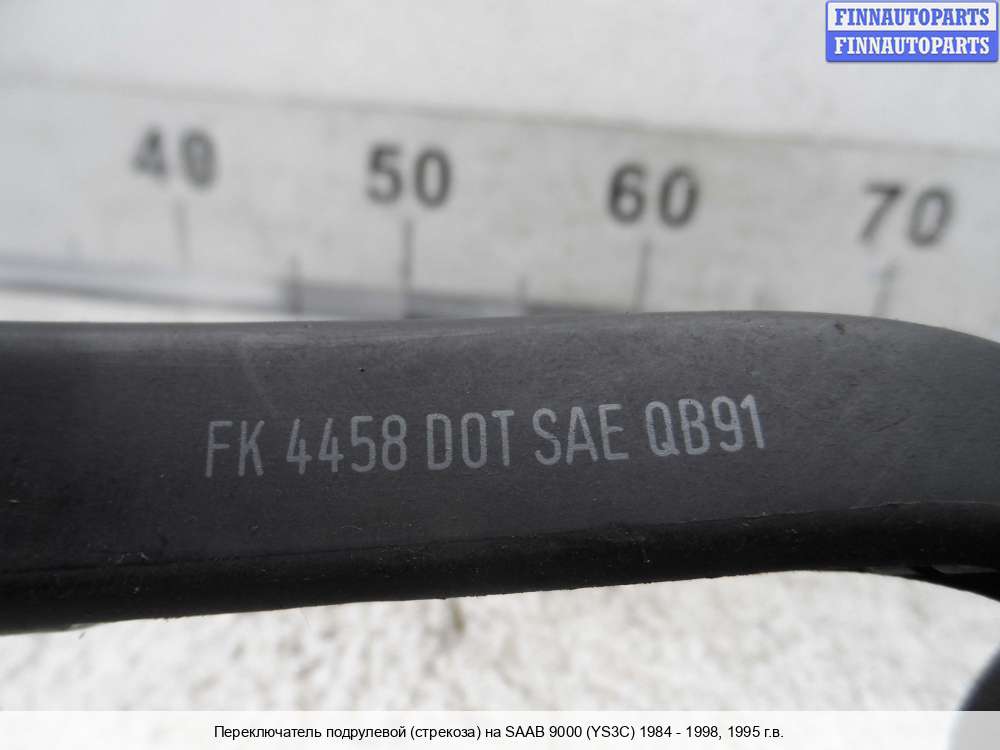 FINNAUTOPARTS
FINNAUTOPARTS
40 50 60 70
FK 4458 DOT SAE QB91
Переключатель подрулевой (стрекоза) на SAAB 9000 (YS3C) 1984 - 1998, 1995 г.в.